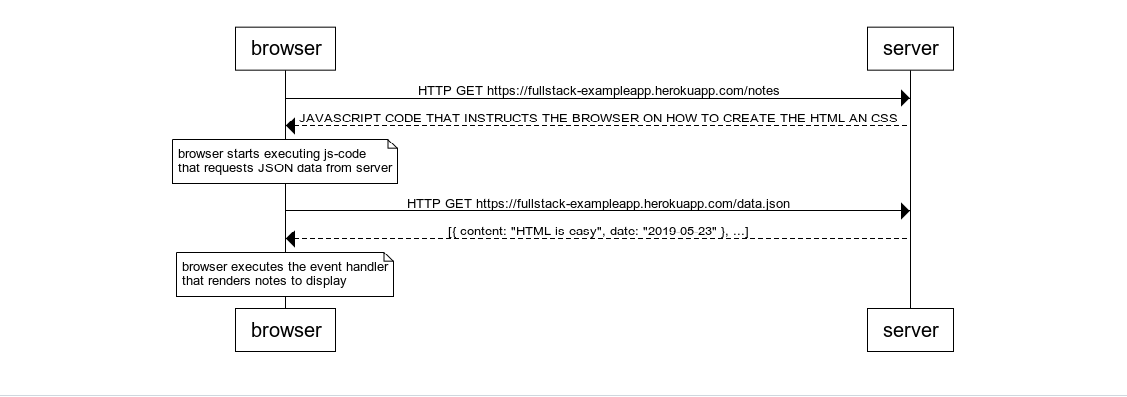 browser
server
HTTP GET https://fullstack-exampleapp.herokuapp.com/notes
JAVASCRIPT CODE THAT INSTRUCTS THE BROWSER ON HOW TO CREATE THE HTML AN CSS
browser starts executing js-code
that requests JSON data from server
HTTP GET https://fullstack-exampleapp.herokuapp.com/data.json
[{ content: "HTML is easy", date: "2019-05-23" }, ...]
browser executes the event handler
that renders notes to display
browser
server